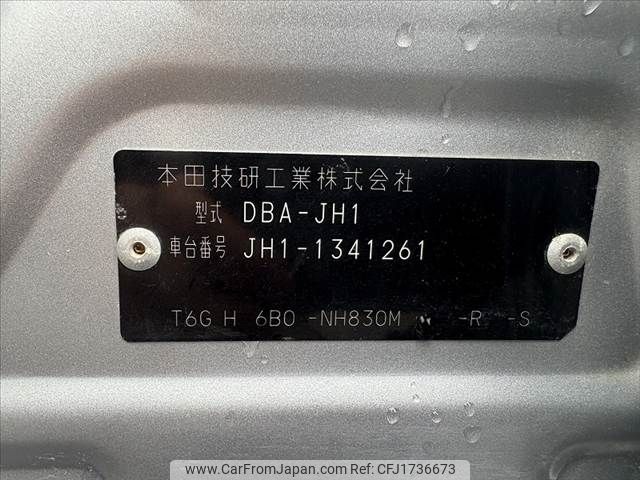 本田技研工業株式会社
型式 DBA-JH1
車台番号 JH1-1341261
T6G H 6B0 -NH830M -R -S
www.CarFromJapan.com ID:CFJ1736673